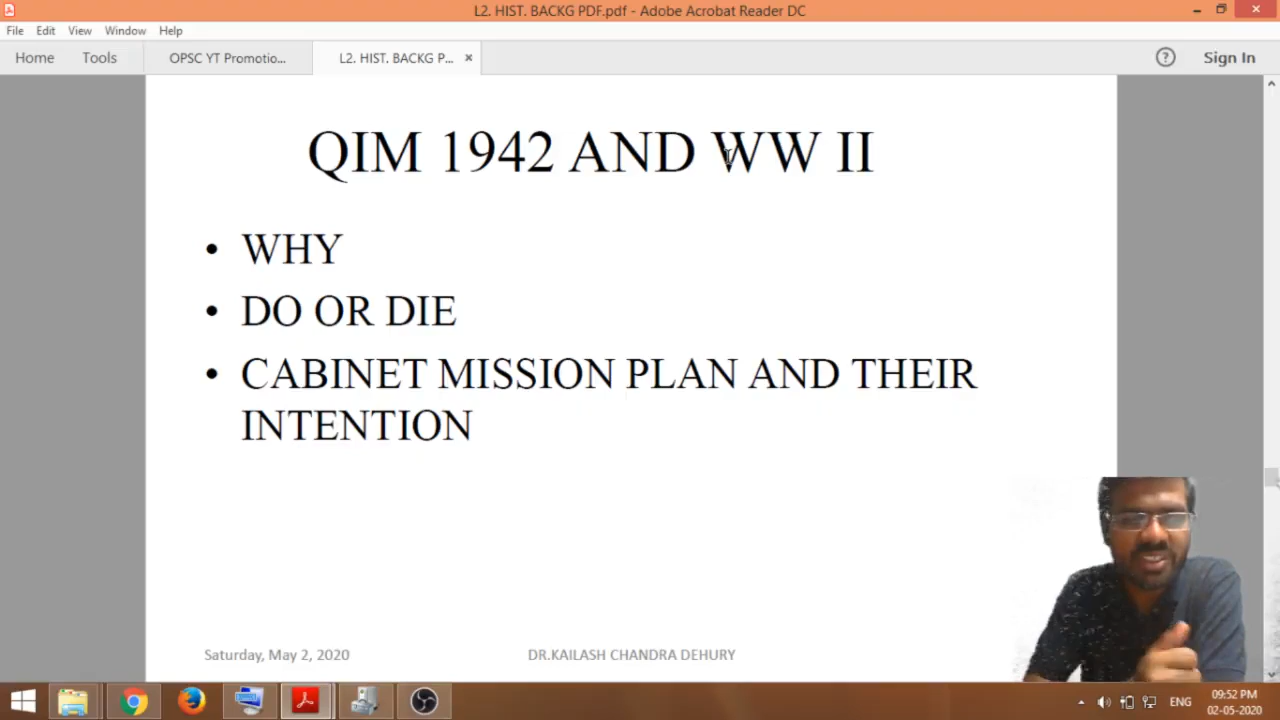 L2. HIST. BACKG PDF.pdf - Adobe Acrobat Reader DC
File Edit View Window Help
Home Tools OPSC YT Promotio... L2. HIST. BACKG P... × ? Sign In
QIM 1942 AND WW II
• WHY
• DO OR DIE
• CABINET MISSION PLAN AND THEIR
INTENTION
Saturday, May 2, 2020 DR.KAILASH CHANDRA DEHURY
ENG
09:52 PM
02-05-2020